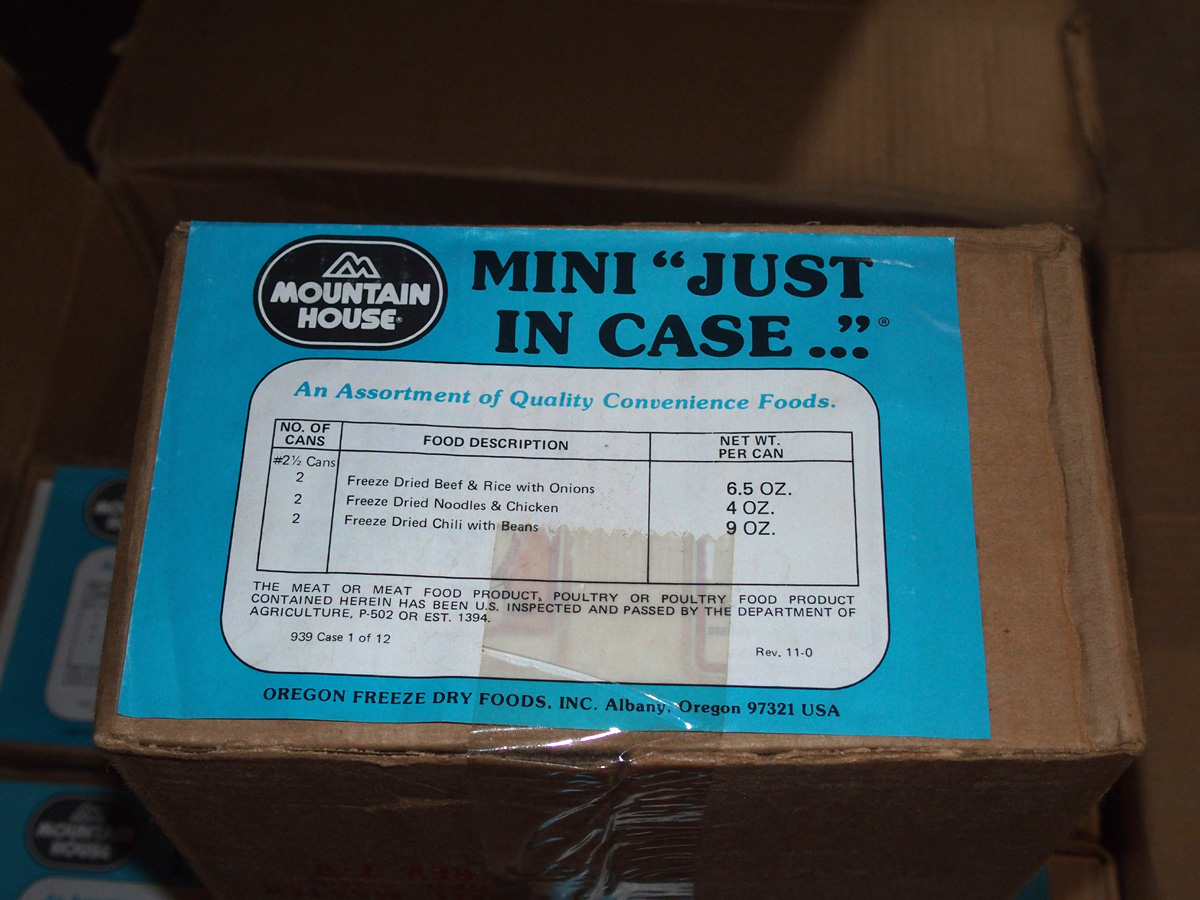 MOUNTAIN
HOUSE®
MINI “JUST
IN CASE...”®
An Assortment of Quality Convenience Foods.
NO. OF
CANS
FOOD DESCRIPTION
NET WT.
PER CAN
#2½ Cans
2 Freeze Dried Beef & Rice with Onions 6.5 OZ.
2 Freeze Dried Noodles & Chicken 4 OZ.
2 Freeze Dried Chili with Beans 9 OZ.
THE MEAT OR MEAT FOOD PRODUCT, POULTRY OR POULTRY FOOD PRODUCT
CONTAINED HEREIN HAS BEEN U.S. INSPECTED AND PASSED BY THE DEPARTMENT OF
AGRICULTURE, P-502 OR EST. 1394.
939 Case 1 of 12
Rev. 11-0
OREGON FREEZE DRY FOODS. INC. Albany, Oregon 97321 USA
MOUNTAIN
HOUSE